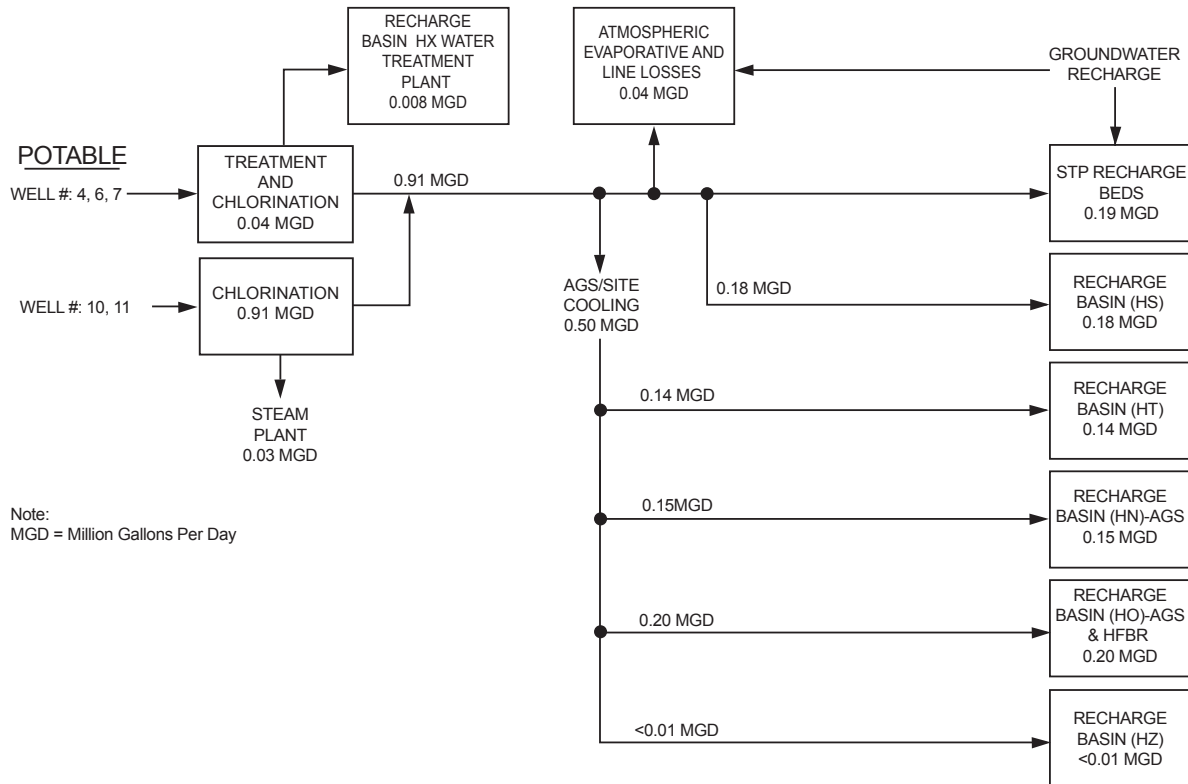 RECHARGE
BASIN HX WATER
TREATMENT
PLANT
0.008 MGD
ATMOSPHERIC
EVAPORATIVE AND
LINE LOSSES
0.04 MGD
GROUNDWATER
RECHARGE
POTABLE
WELL #: 4, 6, 7
TREATMENT
AND
CHLORINATION
0.04 MGD
0.91 MGD
STP RECHARGE
BEDS
0.19 MGD
WELL #: 10, 11
CHLORINATION
0.91 MGD
AGS/SITE
COOLING
0.50 MGD
0.18 MGD
RECHARGE
BASIN (HS)
0.18 MGD
STEAM
PLANT
0.03 MGD
0.14 MGD
RECHARGE
BASIN (HT)
0.14 MGD
Note:
MGD = Million Gallons Per Day
0.15MGD
RECHARGE
BASIN (HN)-AGS
0.15 MGD
0.20 MGD
RECHARGE
BASIN (HO)-AGS
& HFBR
0.20 MGD
<0.01 MGD
RECHARGE
BASIN (HZ)
<0.01 MGD